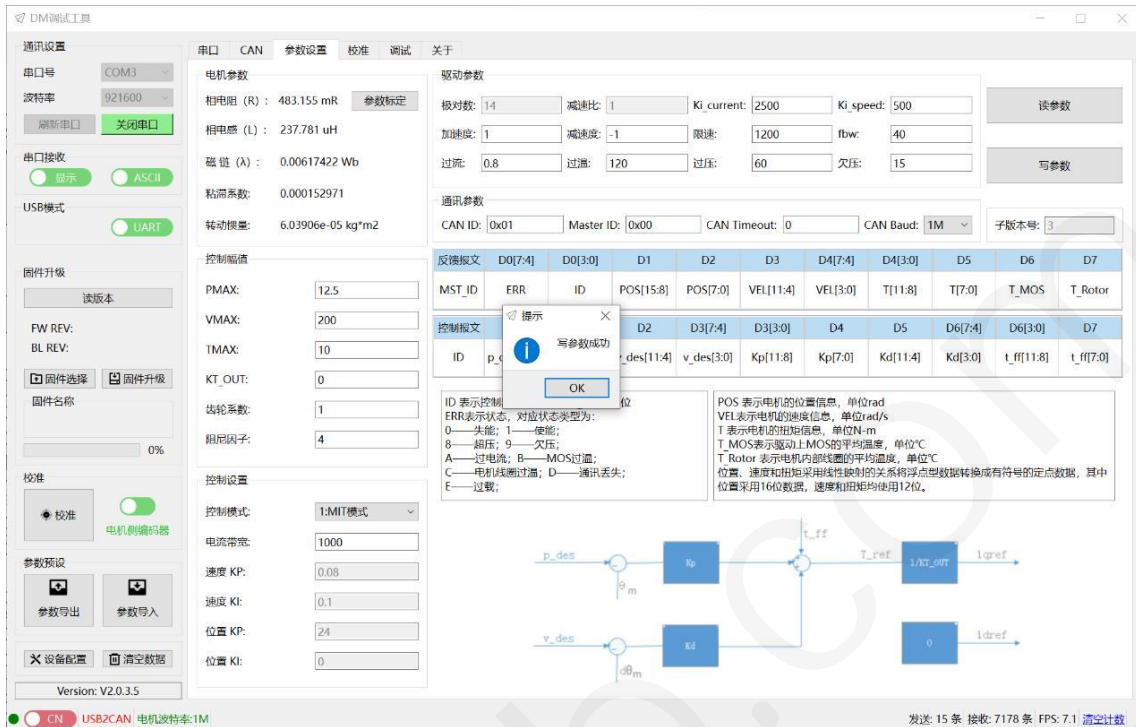 DM调试工具
通讯设置
串口号 COM3
波特率 921600
刷新串口 关闭串口
串口接收
显示 ASCII
USB模式
UART
固件升级
读版本
FW REV:
BL REV:
固件选择 固件升级
固件名称
0%
校准
校准
电机侧编码器
参数预设
参数导出 参数导入
设备配置 清空数据
Version: V2.0.3.5
串口 CAN 参数设置 校准 调试 关于
电机参数
相电阻 (R) : 483.155 mR 参数标定
相电感 (L) : 237.781 uH
磁链 (λ) : 0.00617422 Wb
粘滞系数: 0.000152971
转动惯量: 6.03906e-05 kg*m2
控制幅值
PMAX: 12.5
VMAX: 200
TMAX: 10
KT_OUT: 0
齿轮系数: 1
阻尼因子: 4
控制设置
控制模式: 1:MIT模式
电流带宽: 1000
速度 KP: 0.08
速度 KI: 0.1
位置 KP: 24
位置 KI: 0
驱动参数
极对数: 14 减速比: 1 Ki_current: 2500 Ki_speed: 500
加速度: 1 减速度: -1 限速: 1200 fbw: 40
过流: 0.8 过温: 120 过压: 60 欠压: 15
读参数
写参数
通讯参数
CAN ID: 0x01 Master ID: 0x00 CAN Timeout: 0 CAN Baud: 1M 子版本号: 3
反馈报文 D0[7:4] D0[3:0] D1 D2 D3 D4[7:4] D4[3:0] D5 D6 D7
MST_ID ERR ID POS[15:8] POS[7:0] VEL[11:4] VEL[3:0] T[11:8] T[7:0] T_MOS T_Rotor
控制报文 D2 D3[7:4] D3[3:0] D4 D5 D6[7:4] D6[3:0] D7
ID v_des[11:4] v_des[3:0] Kp[11:8] Kp[7:0] Kd[11:4] Kd[3:0] t_ff[11:8] t_ff[7:0]
提示
写参数成功
OK
ID 表示控制 位
ERR表示状态，对应状态类型为:
0——失能; 1——使能;
8——超压; 9——欠压;
A——过电流; B——MOS过温;
C——电机线圈过温; D——通讯丢失;
E——过载;
POS 表示电机的位置信息，单位rad
VEL表示电机的速度信息，单位rad/s
T 表示电机的扭矩信息，单位N-m
T_MOS表示驱动上MOS的平均温度，单位℃
T_Rotor 表示电机内部线圈的平均温度，单位℃
位置、速度和扭矩采用线性映射的关系将浮点型数据转换成有符号的定点数据，其中
位置采用16位数据，速度和扭矩均使用12位。
t_ff
p_des Kp T_ref 1/KT_OUT iqref
θm
v_des Kd 0 idref
dθm
CN USB2CAN 电机波特率:1M
发送: 15 条 接收: 7178 条 FPS: 7.1 清空计数